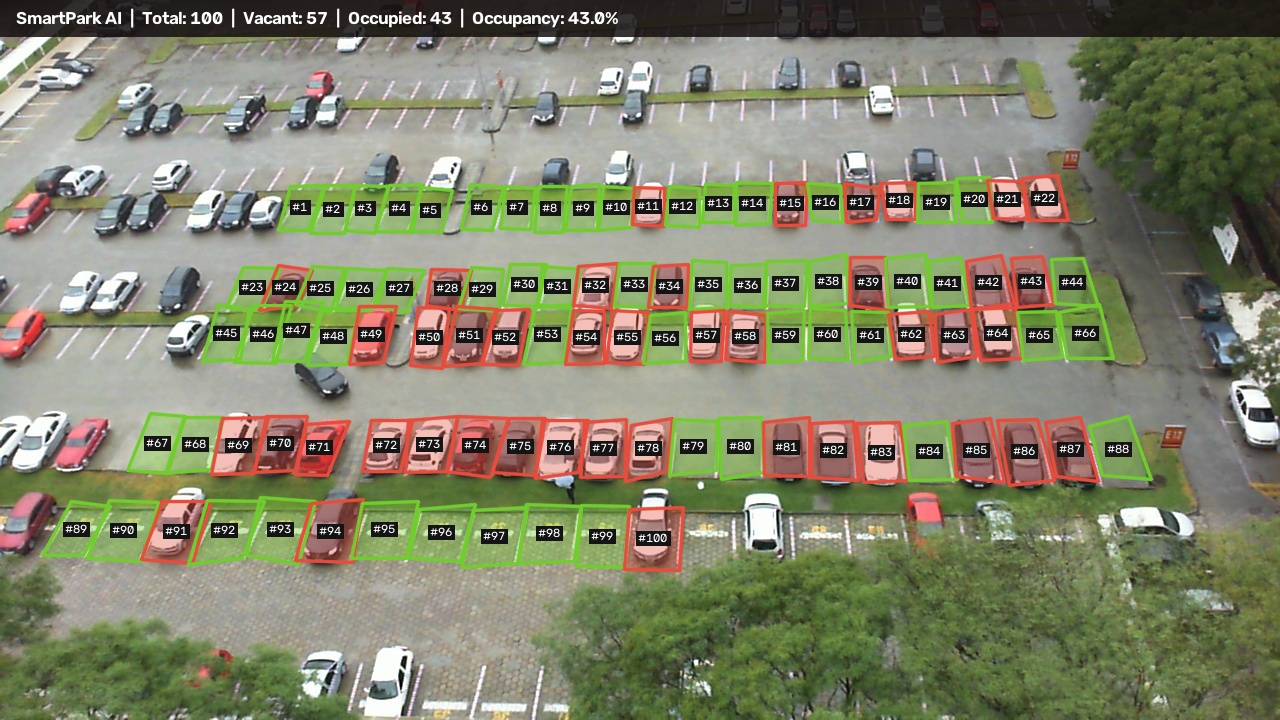 SmartPark AI | Total: 100 | Vacant: 57 | Occupied: 43 | Occupancy: 43.0%
#1 #2 #3 #4 #5 #6 #7 #8 #9 #10 #11 #12 #13 #14 #15 #16 #17 #18 #19 #20 #21 #22
#23 #24 #25 #26 #27 #28 #29 #30 #31 #32 #33 #34 #35 #36 #37 #38 #39 #40 #41 #42 #43 #44
#45 #46 #47 #48 #49 #50 #51 #52 #53 #54 #55 #56 #57 #58 #59 #60 #61 #62 #63 #64 #65 #66
#67 #68 #69 #70 #71 #72 #73 #74 #75 #76 #77 #78 #79 #80 #81 #82 #83 #84 #85 #86 #87 #88
#89 #90 #91 #92 #93 #94 #95 #96 #97 #98 #99 #100